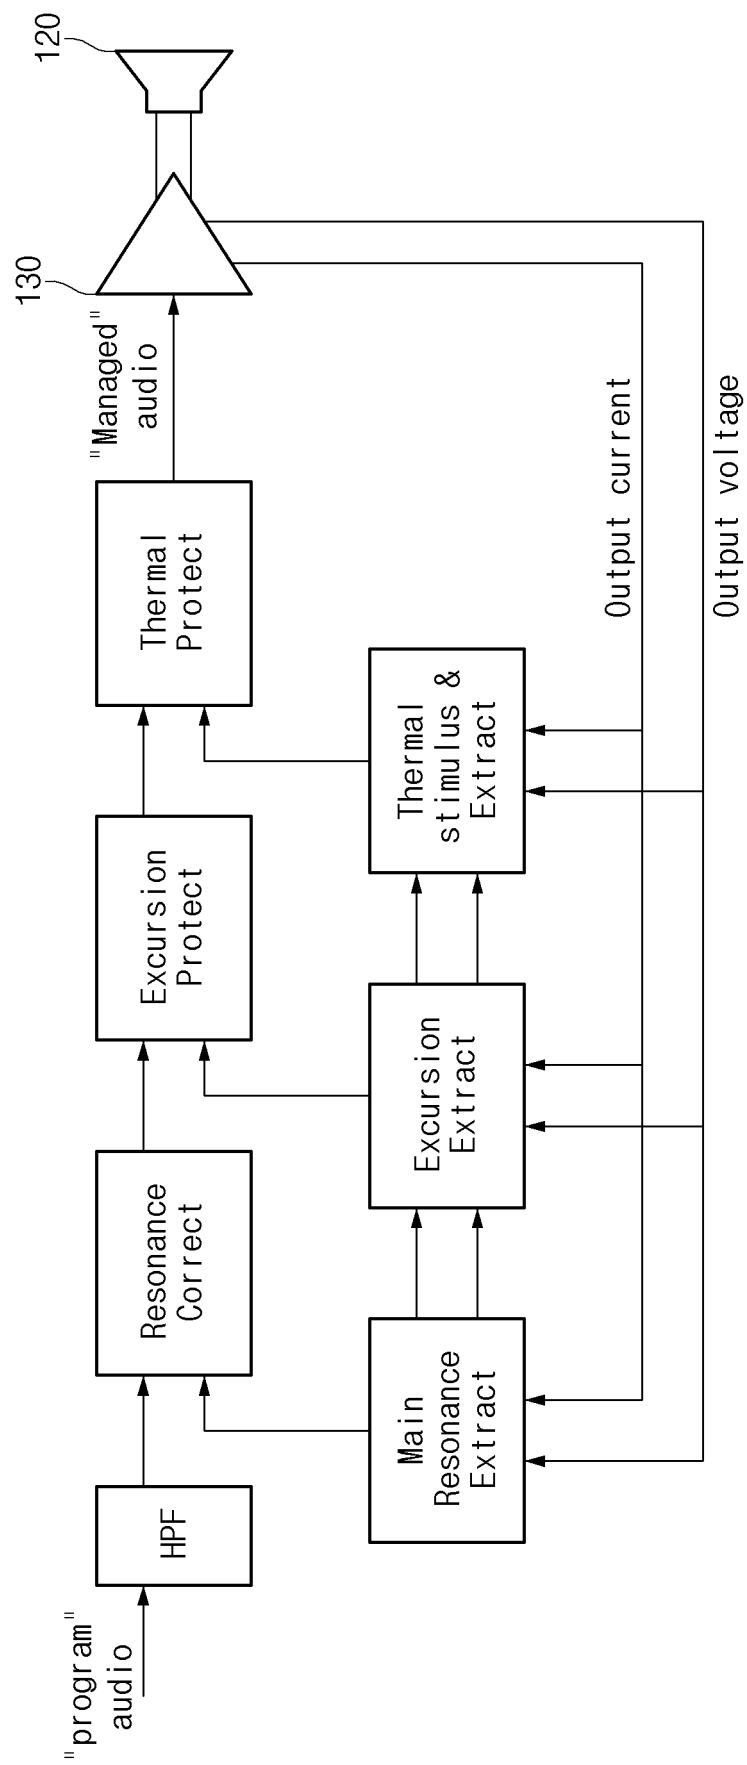 "program"
audio
HPF
Resonance
Correct
Excursion
Protect
Thermal
Protect
"Managed"
audio
130
120
Main
Resonance
Extract
Excursion
Extract
Thermal
stimulus &
Extract
Output current
Output voltage